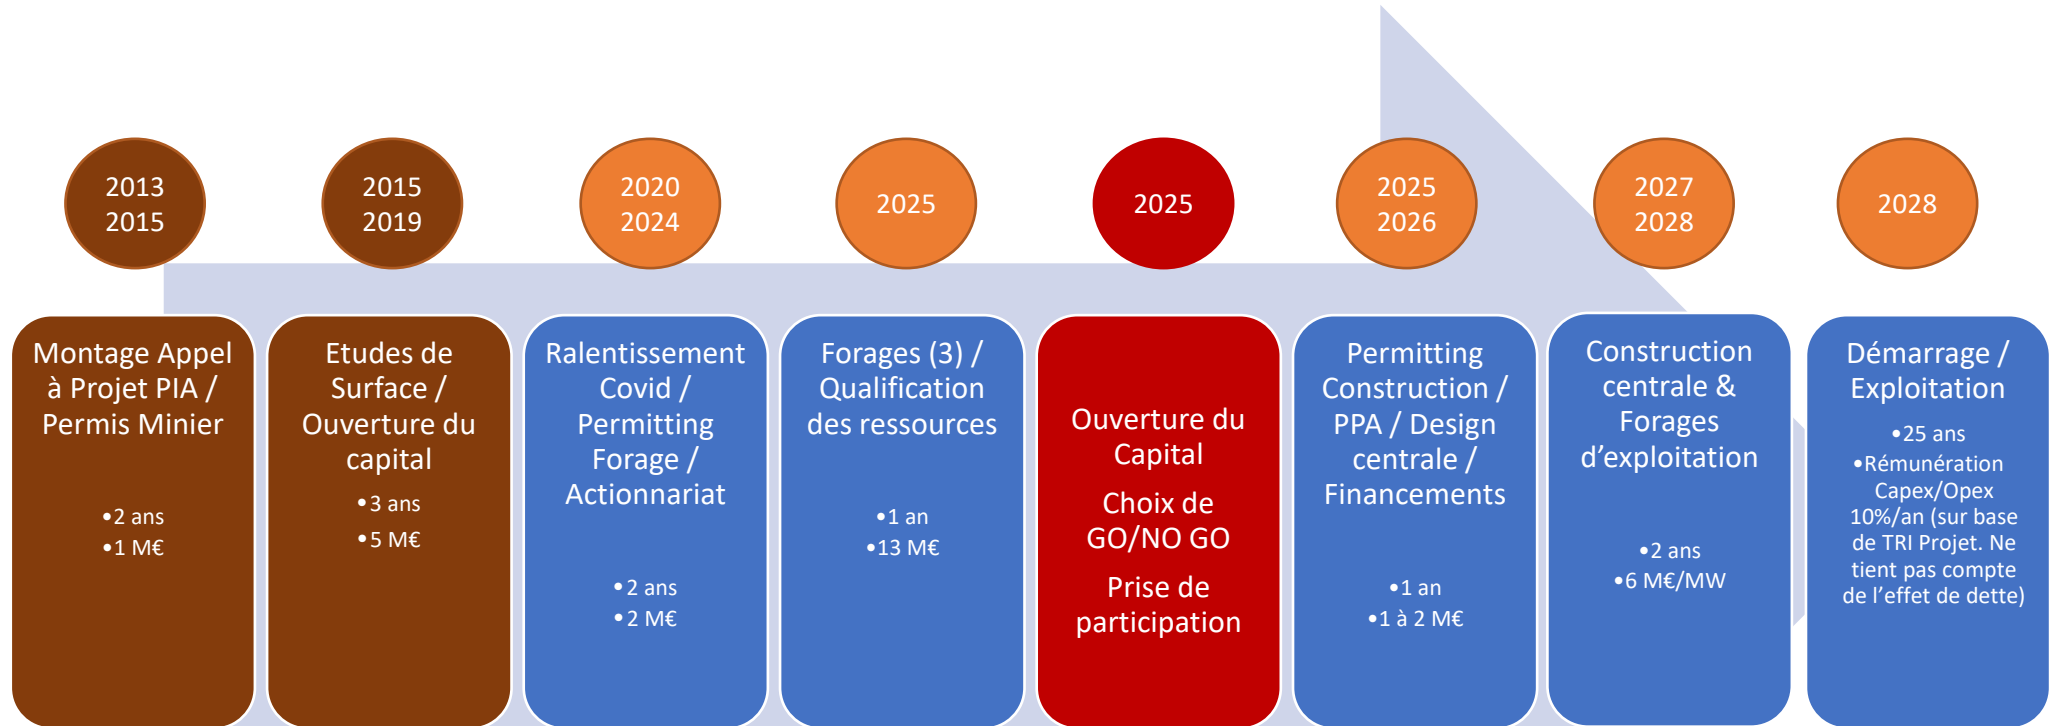 2013
2015
2015
2019
2020
2024
2025
2025
2025
2026
2027
2028
2028
Montage Appel
à Projet PIA /
Permis Minier
•2 ans
•1 M€
Etudes de
Surface /
Ouverture du
capital
•3 ans
•5 M€
Ralentissement
Covid /
Permitting
Forage /
Actionnariat
•2 ans
•2 M€
Forages (3) /
Qualification
des ressources
•1 an
•13 M€
Ouverture du
Capital
Choix de
GO/NO GO
Prise de
participation
Permitting
Construction /
PPA / Design
centrale /
Financements
•1 an
•1 à 2 M€
Construction
centrale &
Forages
d’exploitation
•2 ans
•6 M€/MW
Démarrage /
Exploitation
•25 ans
•Rémunération
Capex/Opex
10%/an (sur base
de TRI Projet. Ne
tient pas compte
de l’effet de dette)